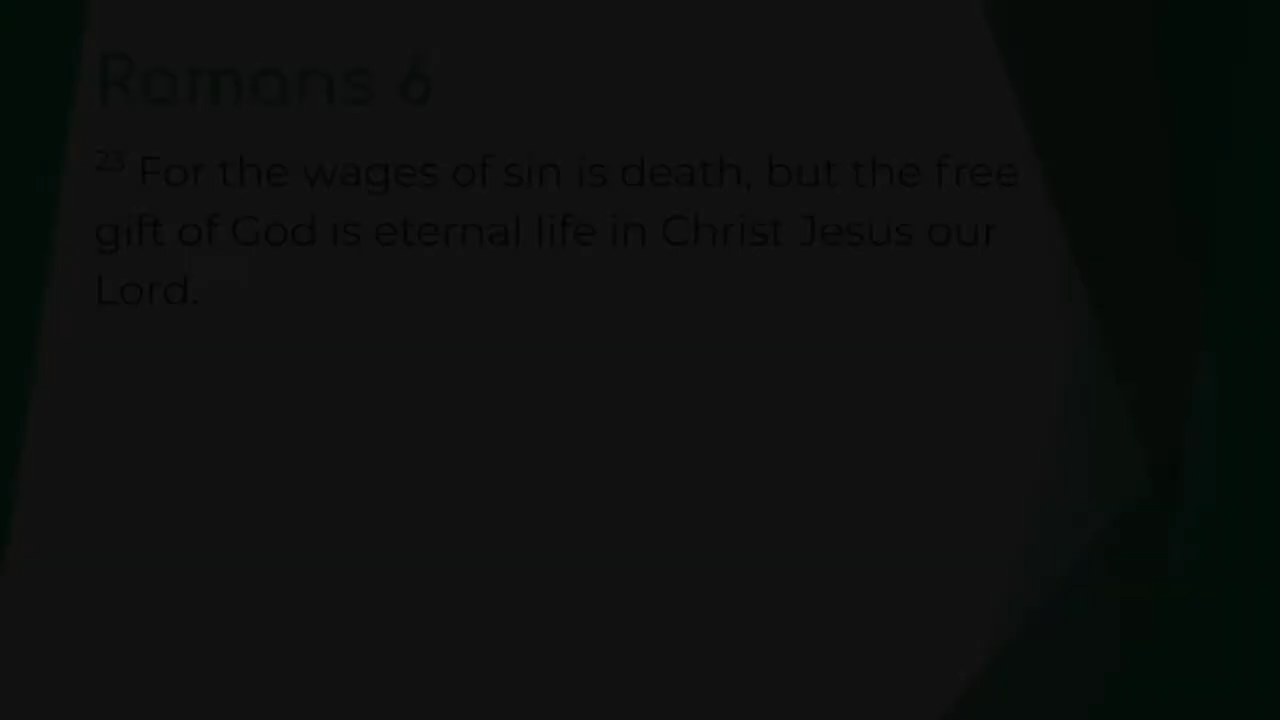 Romans 6
23 For the wages of sin is death, but the free
gift of God is eternal life in Christ Jesus our
Lord.